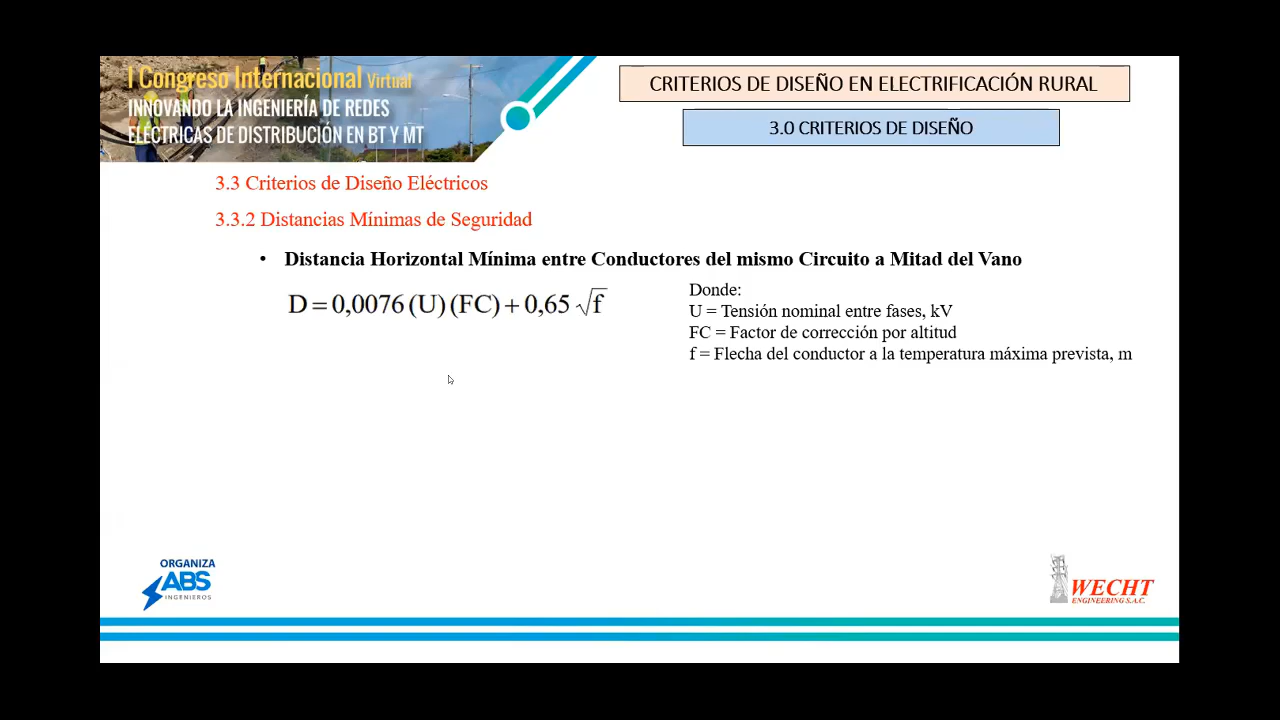 I Congreso Internacional Virtual
INNOVANDO LA INGENIERÍA DE REDES
ELÉCTRICAS DE DISTRIBUCIÓN EN BT Y MT
CRITERIOS DE DISEÑO EN ELECTRIFICACIÓN RURAL
3.0 CRITERIOS DE DISEÑO
3.3 Criterios de Diseño Eléctricos
3.3.2 Distancias Mínimas de Seguridad
• Distancia Horizontal Mínima entre Conductores del mismo Circuito a Mitad del Vano
D = 0,0076 (U) (FC) + 0,65 √f
Donde:
U = Tensión nominal entre fases, kV
FC = Factor de corrección por altitud
f = Flecha del conductor a la temperatura máxima prevista, m
ORGANIZA
ABS
INGENIEROS
WECHT
ENGINEERING S.A.C.